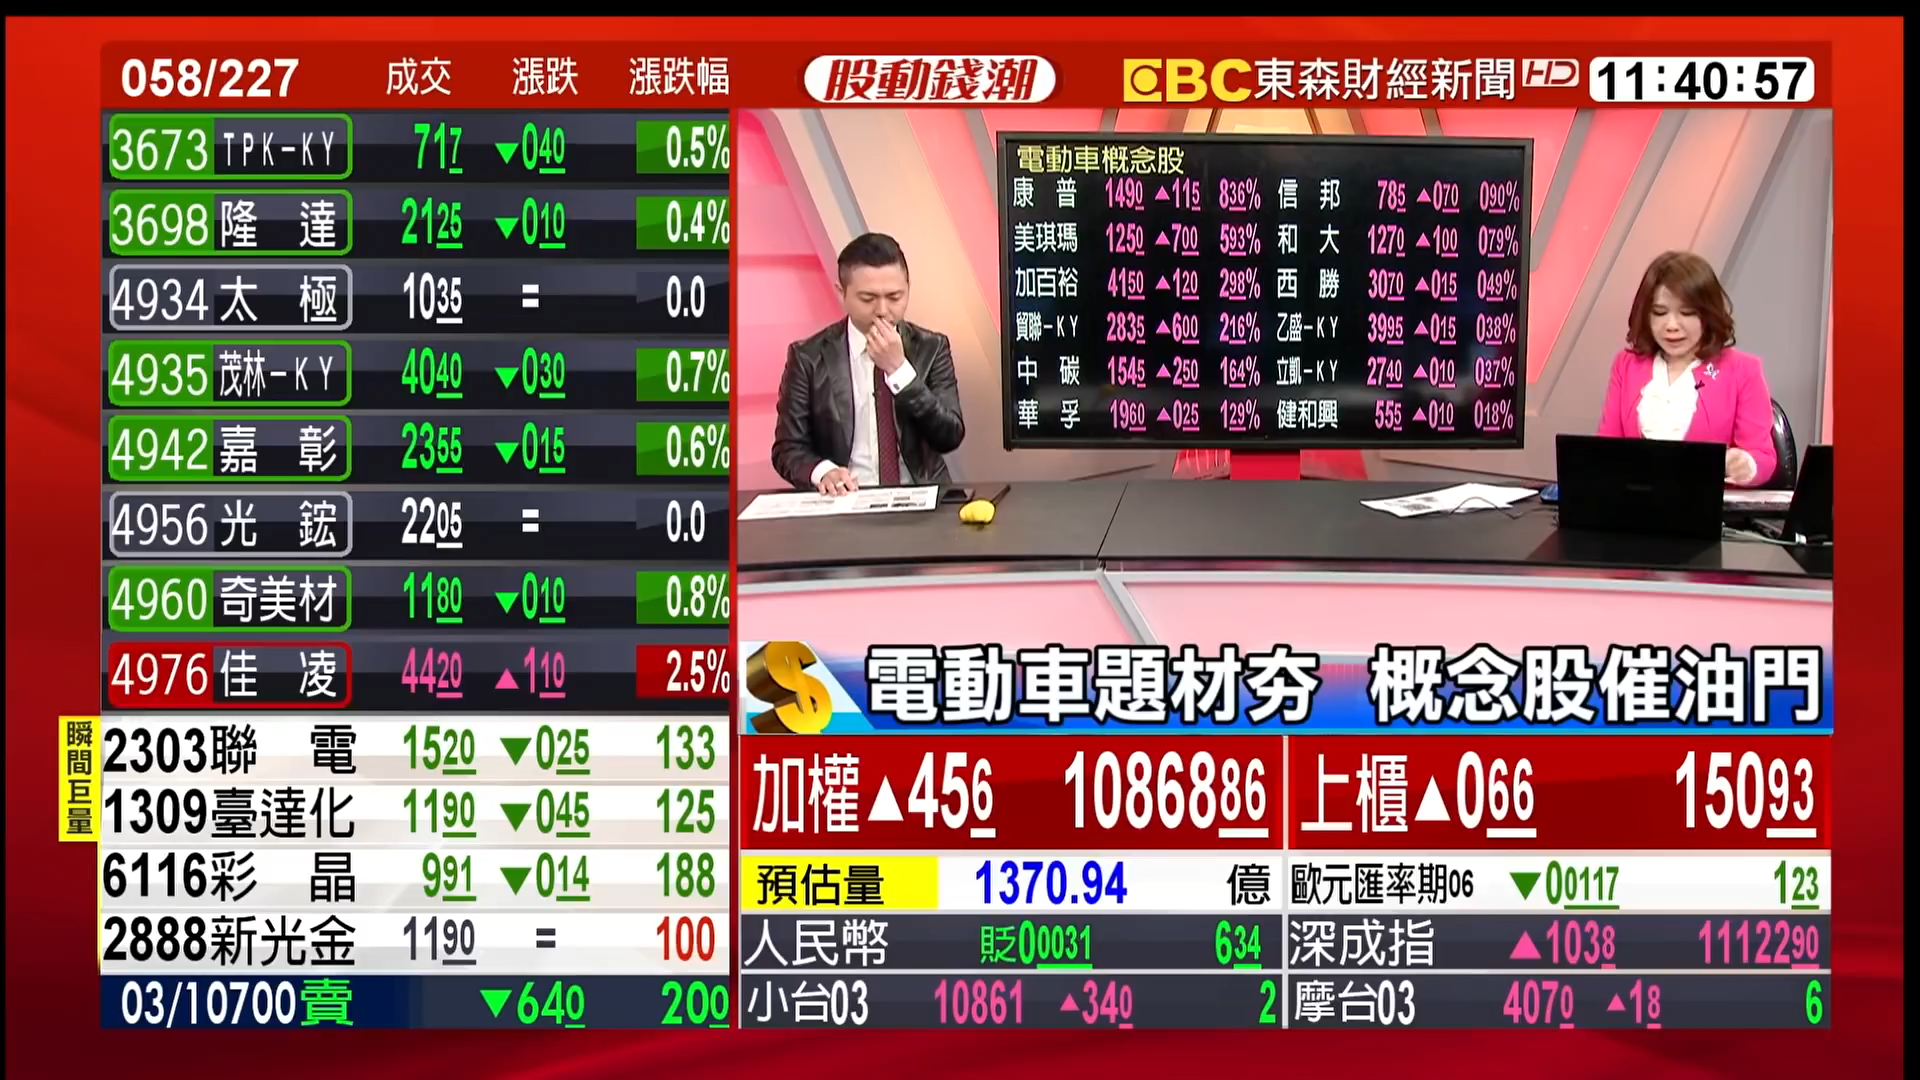 058/227 成交 漲跌 漲跌幅
3673 TPK-KY 717 ▼040 0.5%
3698 隆達 2125 ▼010 0.4%
4934 太極 1035 = 0.0
4935 茂林-KY 4040 ▼030 0.7%
4942 嘉彰 2355 ▼015 0.6%
4956 光鋐 2205 = 0.0
4960 奇美材 1180 ▼010 0.8%
4976 佳凌 4420 ▲110 2.5%
瞬間巨量
2303聯電 1520 ▼025 133
1309臺達化 1190 ▼045 125
6116彩晶 991 ▼014 188
2888新光金 1190 = 100
03/10700賣 ▼640 200
股動錢潮
EBC東森財經新聞HD 11:40:57
電動車概念股
康普 1490 ▲115 836% 信邦 785 ▲070 090%
美琪瑪 1250 ▲700 593% 和大 1270 ▲100 079%
加百裕 4150 ▲120 298% 西勝 3070 ▲015 049%
貿聯-KY 2835 ▲600 216% 乙盛-KY 3995 ▲015 038%
中碳 1545 ▲250 164% 立凱-KY 2740 ▲010 037%
華孚 1960 ▲025 129% 健和興 555 ▲010 018%
電動車題材夯 概念股催油門
加權▲456 1086886 上櫃▲066 15093
預估量 1370.94 億 歐元匯率期06 ▼00117 123
人民幣 貶00031 634 深成指 ▲1038 1112290
小台03 10861 ▲340 2 摩台03 4070 ▲18 6